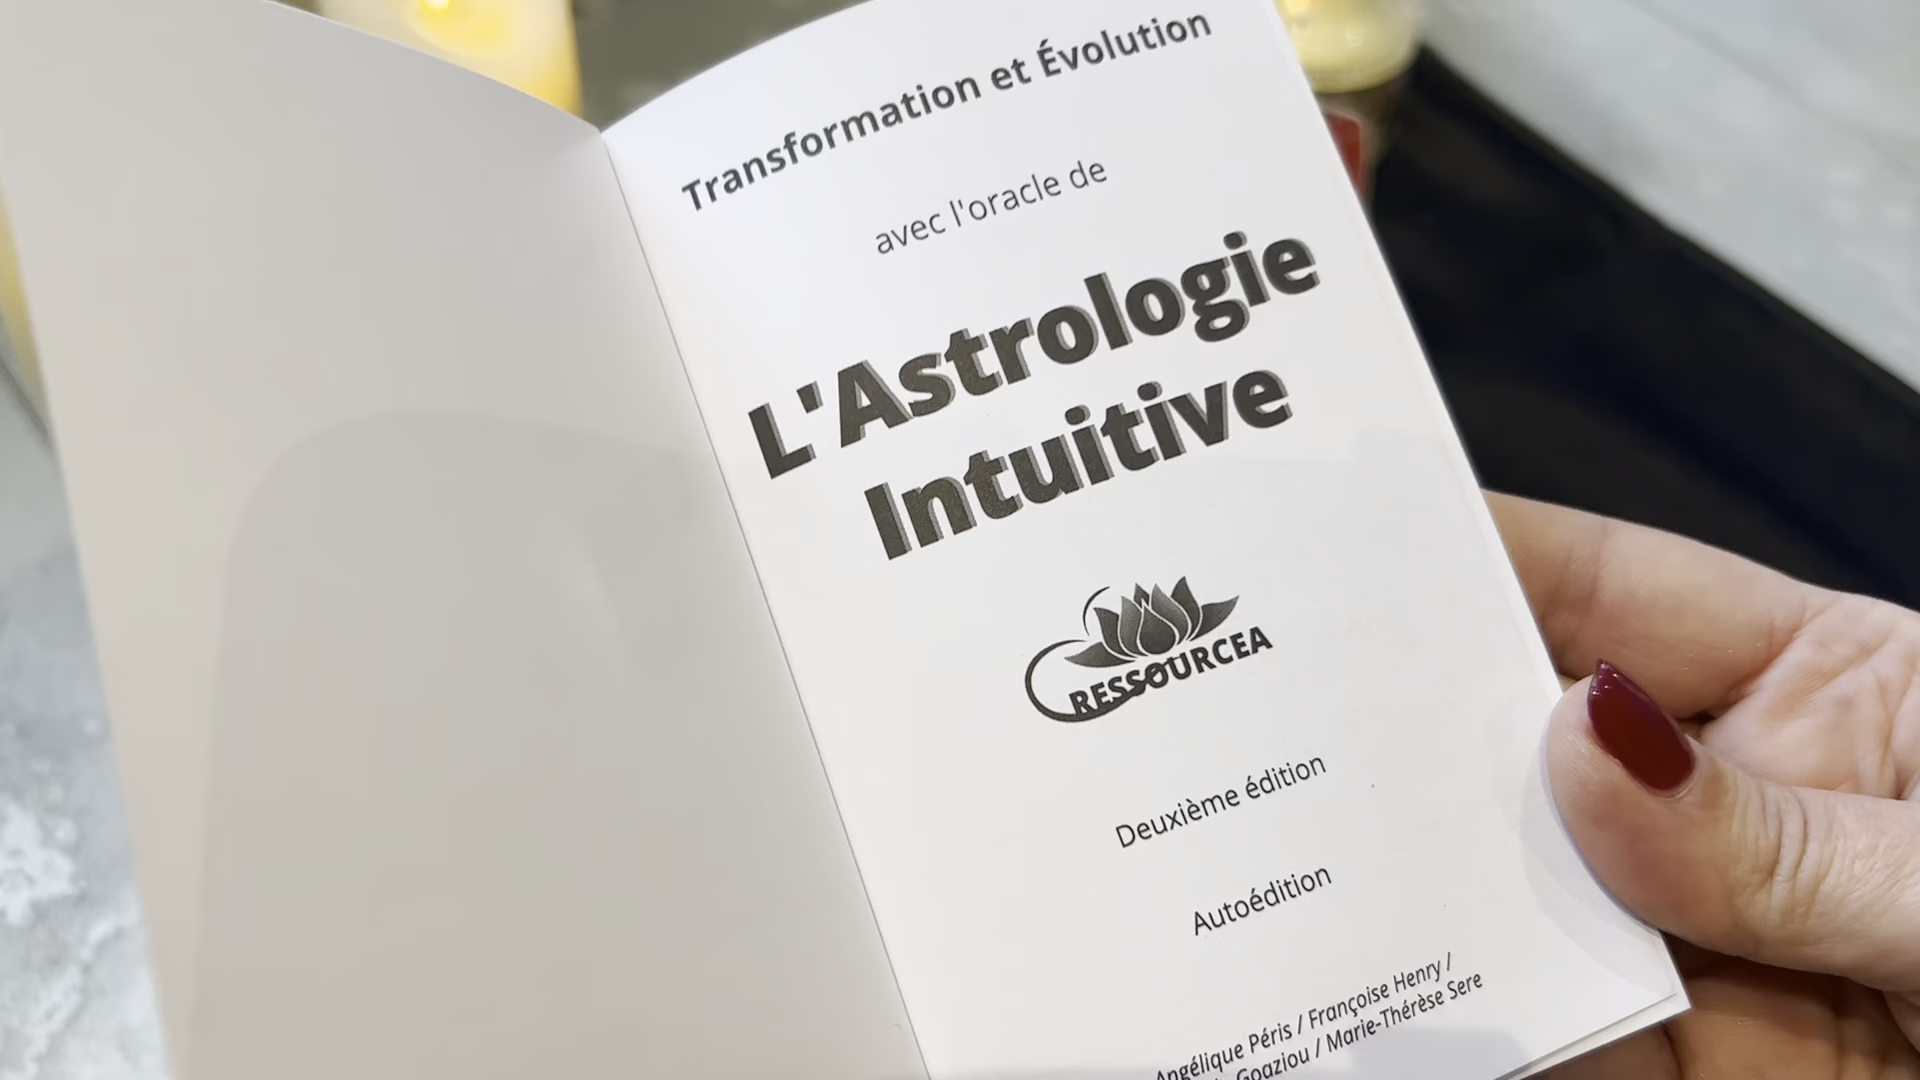 Transformation et Évolution
avec l'oracle de
L'Astrologie
Intuitive
RESSOURCEA
Deuxième édition
Autoédition
Angélique Péris / Françoise Henry /
Goaziou / Marie-Thérèse Sere